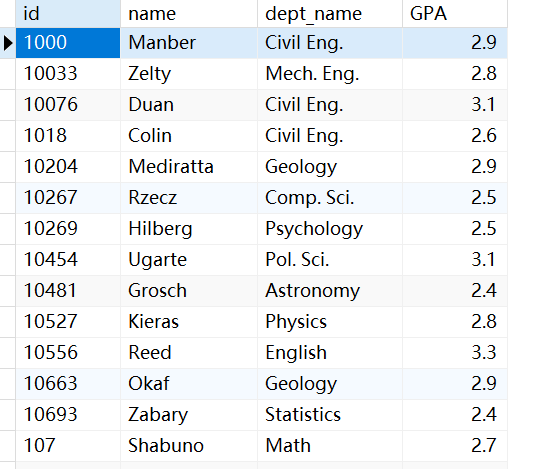 id name dept_name GPA
1000 Manber Civil Eng. 2.9
10033 Zelty Mech. Eng. 2.8
10076 Duan Civil Eng. 3.1
1018 Colin Civil Eng. 2.6
10204 Mediratta Geology 2.9
10267 Rzecz Comp. Sci. 2.5
10269 Hilberg Psychology 2.5
10454 Ugarte Pol. Sci. 3.1
10481 Grosch Astronomy 2.4
10527 Kieras Physics 2.8
10556 Reed English 3.3
10663 Okaf Geology 2.9
10693 Zabary Statistics 2.4
107 Shabuno Math 2.7